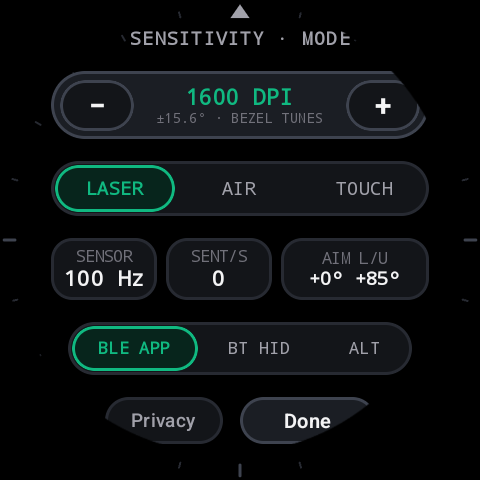 SENSITIVITY · MODE
− 1600 DPI +
±15.6° · BEZEL TUNES
LASER AIR TOUCH
SENSOR SENT/S AIM L/U
100 Hz 0 +0° +85°
BLE APP BT HID ALT
Privacy Done